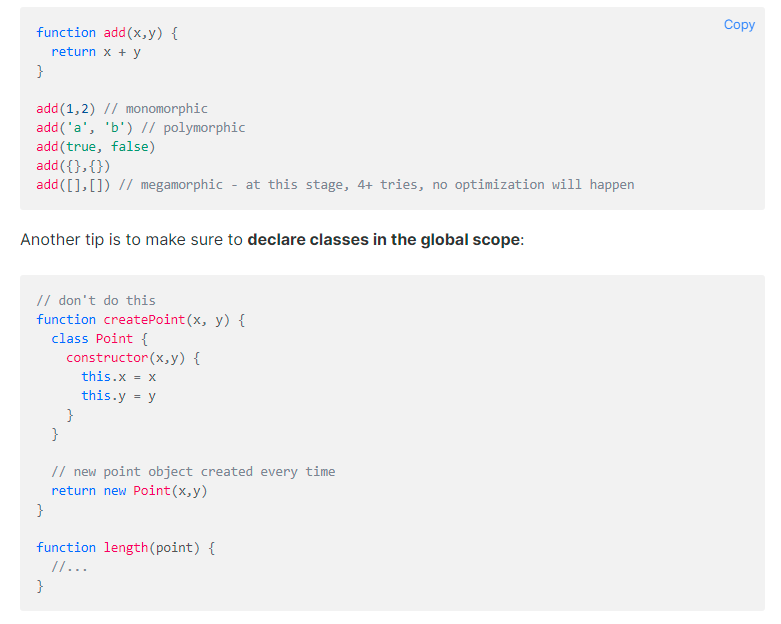 Copy
function add(x,y) {
  return x + y
}
add(1,2) // monomorphic
add('a', 'b') // polymorphic
add(true, false)
add({},{})
add([],[]) // megamorphic - at this stage, 4+ tries, no optimization will happen
Another tip is to make sure to declare classes in the global scope:
// don't do this
function createPoint(x, y) {
  class Point {
    constructor(x,y) {
      this.x = x
      this.y = y
    }
  }
  // new point object created every time
  return new Point(x,y)
}
function length(point) {
  //...
}